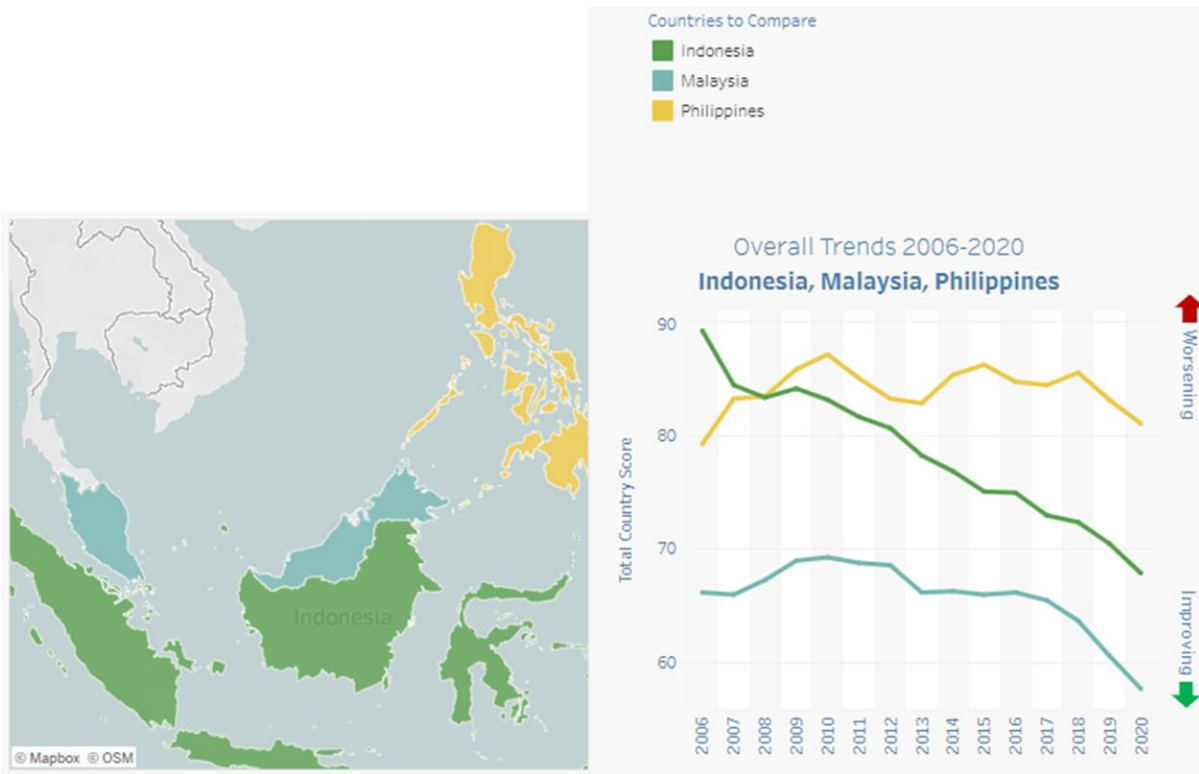 Countries to Compare
Indonesia
Malaysia
Philippines
Indonesia
© Mapbox © OSM
Overall Trends 2006-2020
Indonesia, Malaysia, Philippines
Total Country Score
90
80
70
60
2006
2007
2008
2009
2010
2011
2012
2013
2014
2015
2016
2017
2018
2019
2020
Worsening
Improving